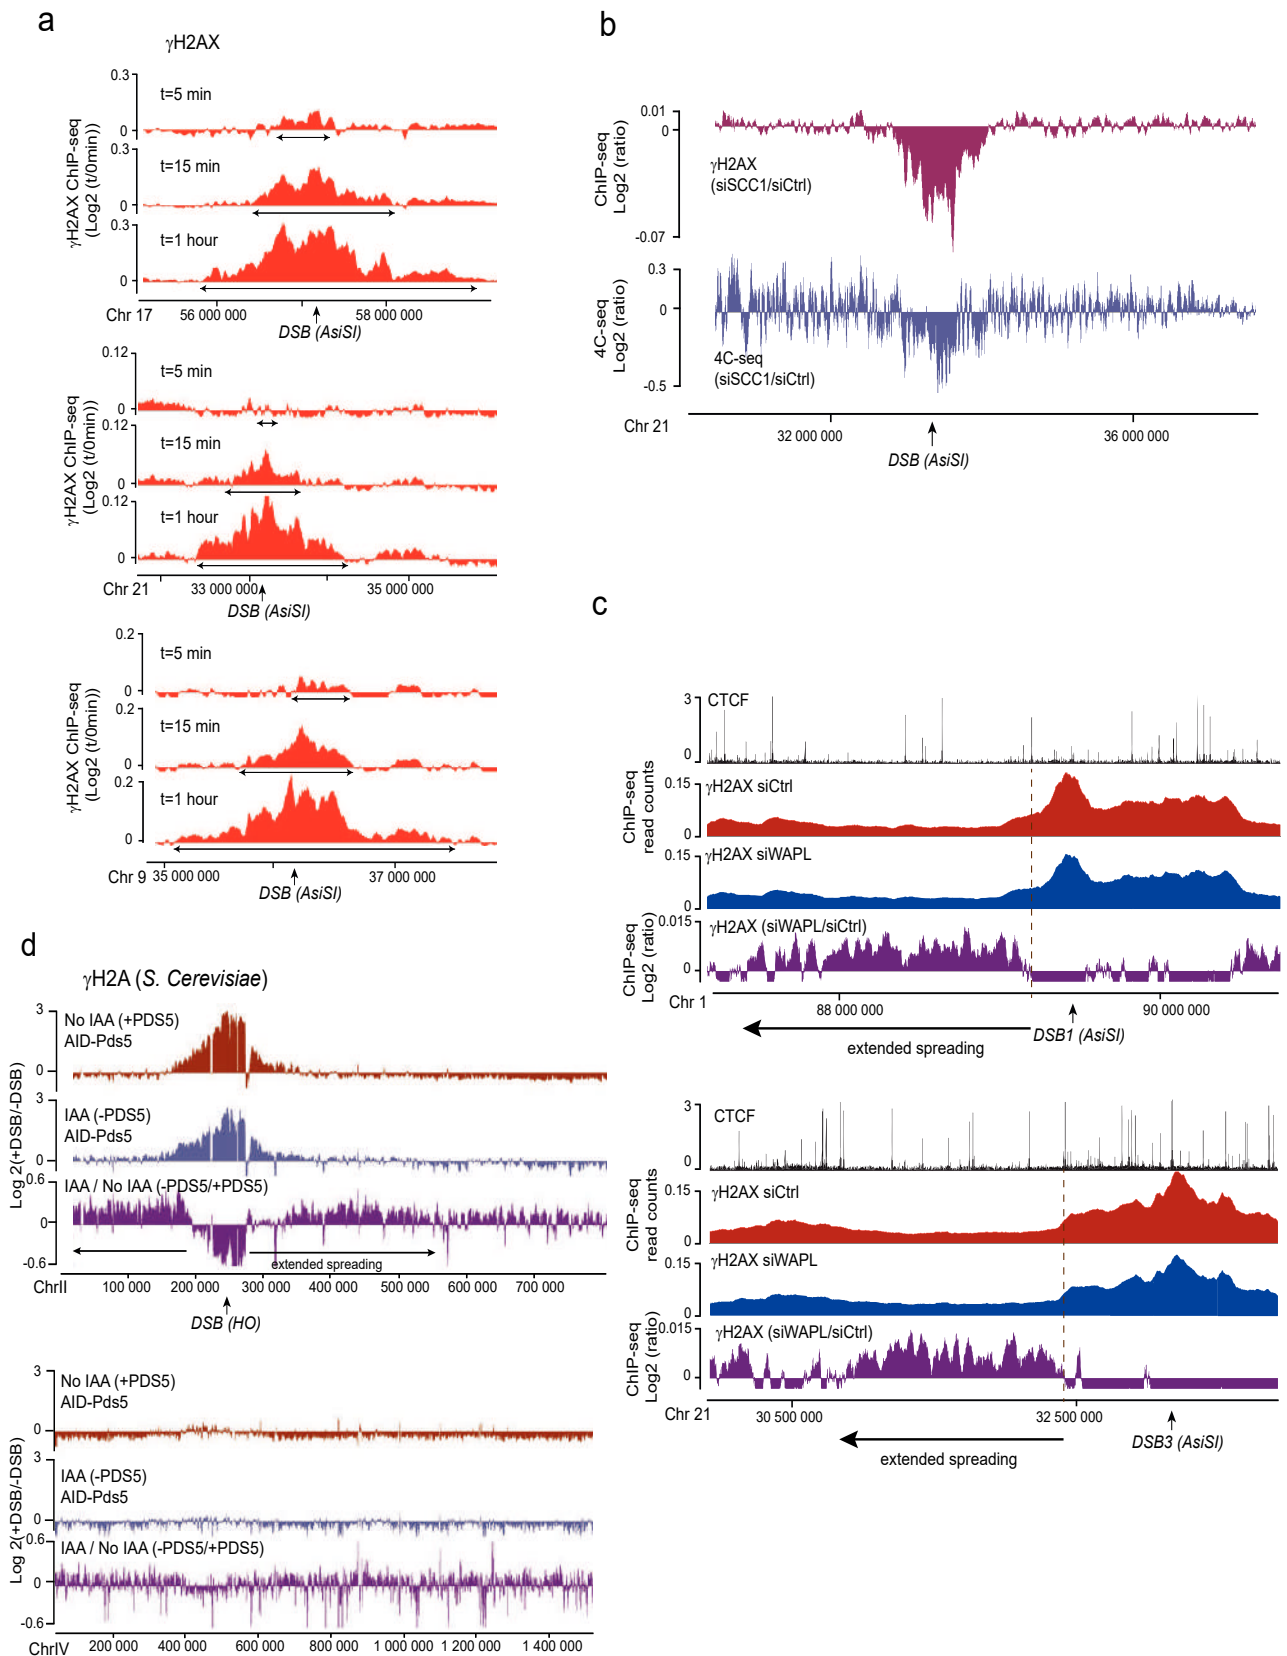 a
γH2AX
γH2AX ChIP-seq
(Log2 (t/0min))
0.3
t=5 min
0
0.3
t=15 min
0
0.3
t=1 hour
0
Chr 17
56 000 000
58 000 000
DSB (AsiSI)
γH2AX ChIP-seq
(Log2 (t/0min))
0.12
t=5 min
0
0.12
t=15 min
0
0.12
t=1 hour
0
Chr 21
33 000 000
35 000 000
DSB (AsiSI)
γH2AX ChIP-seq
(Log2 (t/0min))
0.2
t=5 min
0
0.2
t=15 min
0
0.2
t=1 hour
0
Chr 9
35 000 000
37 000 000
DSB (AsiSI)
b
ChIP-seq
Log2 (ratio)
0.01
0
-0.07
γH2AX
(siSCC1/siCtrl)
4C-seq
Log2 (ratio)
0.3
0
-0.5
4C-seq
(siSCC1/siCtrl)
Chr 21
32 000 000
36 000 000
DSB (AsiSI)
c
3
CTCF
0
ChIP-seq
read counts
0.15
γH2AX siCtrl
0
0.15
γH2AX siWAPL
0
ChIP-seq
Log2 (ratio)
0.015
γH2AX (siWAPL/siCtrl)
0
Chr 1
88 000 000
90 000 000
DSB1 (AsiSI)
extended spreading
3
CTCF
0
ChIP-seq
read counts
0.15
γH2AX siCtrl
0
0.15
γH2AX siWAPL
0
ChIP-seq
Log2 (ratio)
0.015
γH2AX (siWAPL/siCtrl)
0
Chr 21
30 500 000
32 500 000
DSB3 (AsiSI)
extended spreading
d
γH2A (S. Cerevisiae)
Log 2(+DSB/-DSB)
3
No IAA (+PDS5)
AID-Pds5
0
3
IAA (-PDS5)
AID-Pds5
0
0.6
IAA / No IAA (-PDS5/+PDS5)
0
-0.6
extended spreading
ChrII
100 000
200 000
300 000
400 000
500 000
600 000
700 000
DSB (HO)
Log 2(+DSB/-DSB)
3
No IAA (+PDS5)
AID-Pds5
0
3
IAA (-PDS5)
AID-Pds5
0
0.6
IAA / No IAA (-PDS5/+PDS5)
0
-0.6
ChrIV
200 000
400 000
600 000
800 000
1 000 000
1 200 000
1 400 000